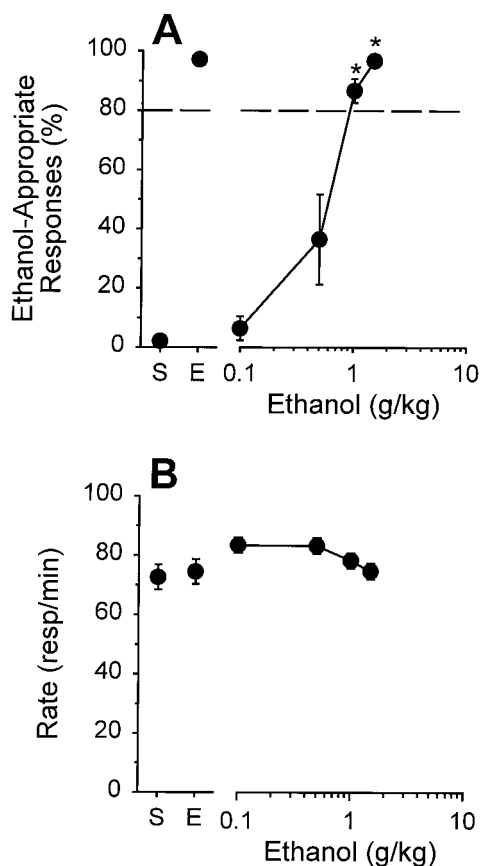 A
Ethanol-Appropriate
Responses (%)
100
80
60
40
20
0
* *
S E 0.1 1 10
Ethanol (g/kg)
B
Rate (resp/min)
100
80
60
40
20
0
S E 0.1 1 10
Ethanol (g/kg)